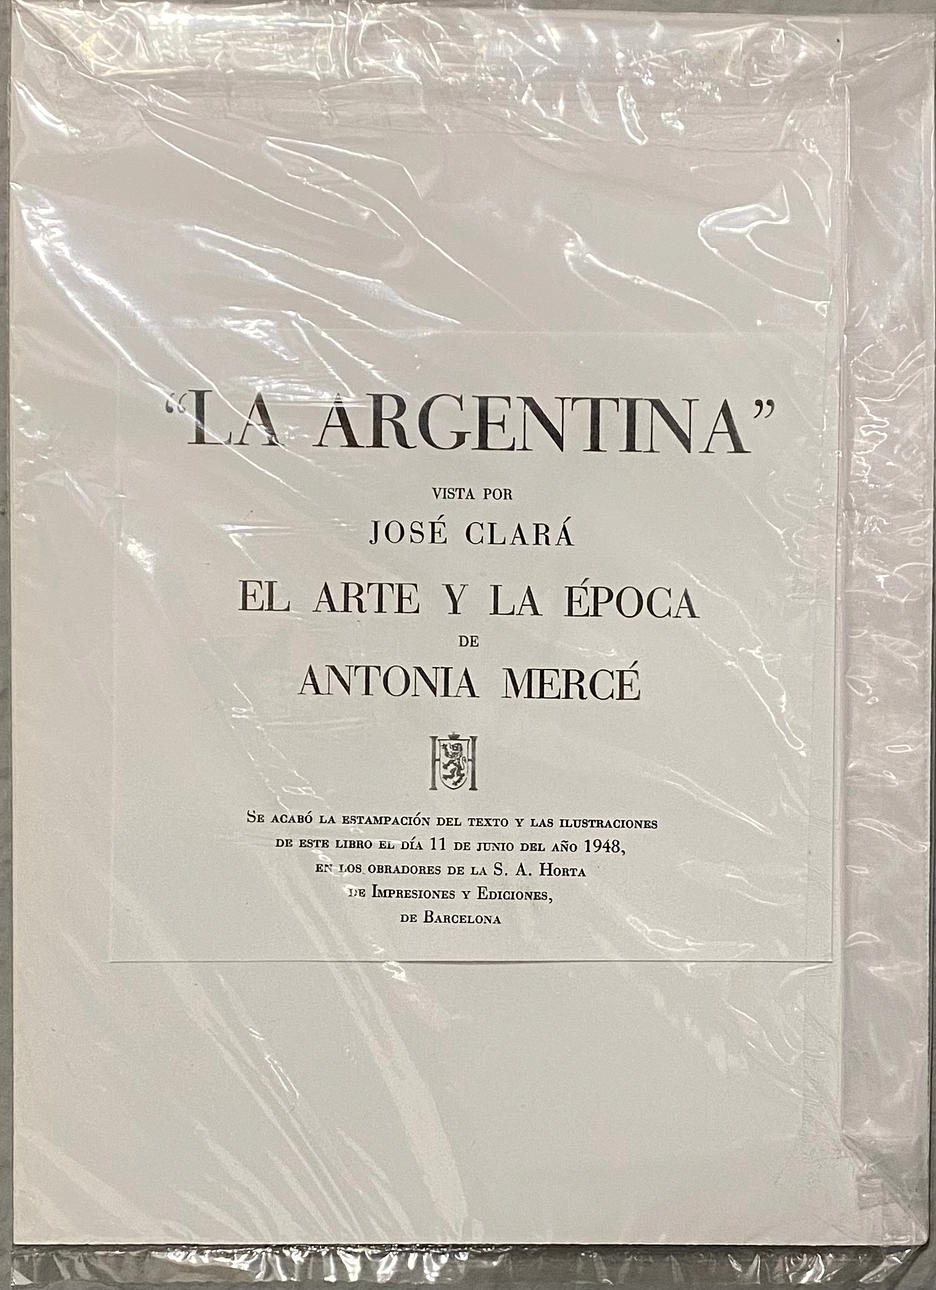 “LA ARGENTINA”
VISTA POR
JOSÉ CLARÁ
EL ARTE Y LA ÉPOCA
DE
ANTONIA MERCÉ
Se acabó la estampación del texto y las ilustraciones
de este libro el día 11 de junio del año 1948,
en los obradores de la S. A. Horta
de Impresiones y Ediciones,
de Barcelona